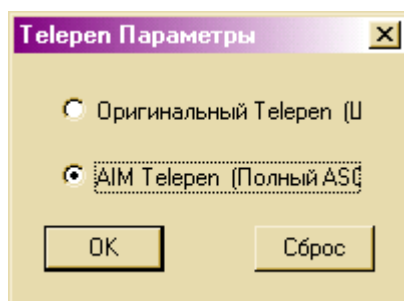 Telepen Параметры
Оригинальный Telepen (Ц
AIM Telepen (Полный ASC
OK
Сброс